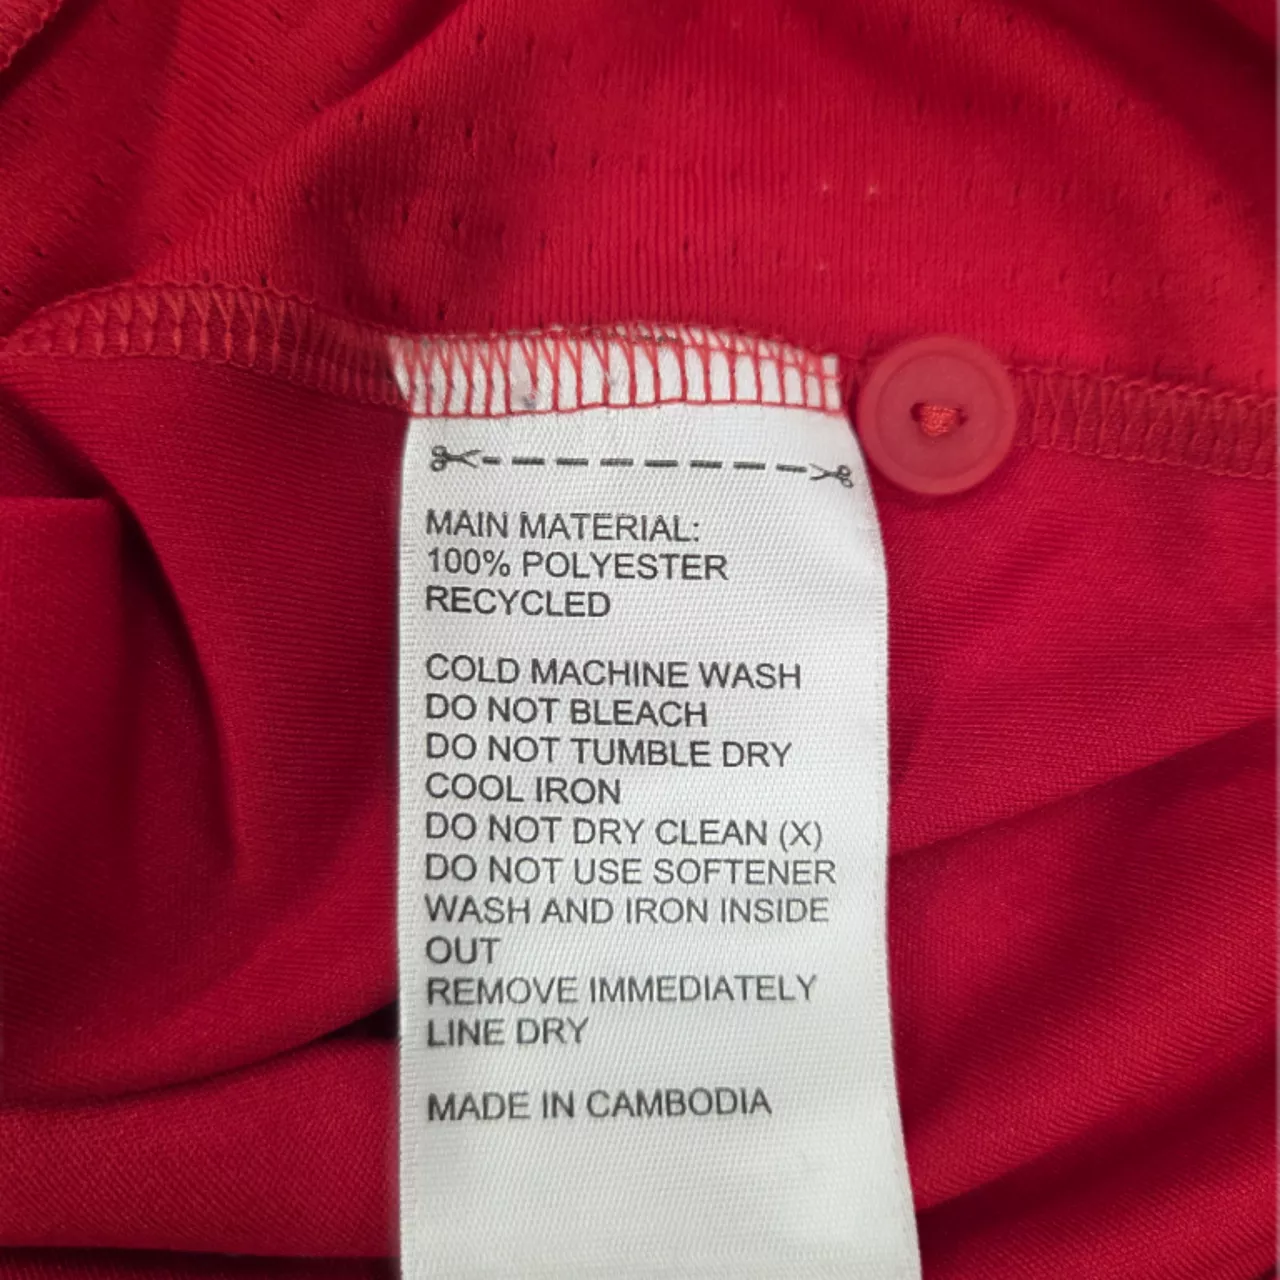 MAIN MATERIAL:
100% POLYESTER
RECYCLED
COLD MACHINE WASH
DO NOT BLEACH
DO NOT TUMBLE DRY
COOL IRON
DO NOT DRY CLEAN (X)
DO NOT USE SOFTENER
WASH AND IRON INSIDE
OUT
REMOVE IMMEDIATELY
LINE DRY
MADE IN CAMBODIA